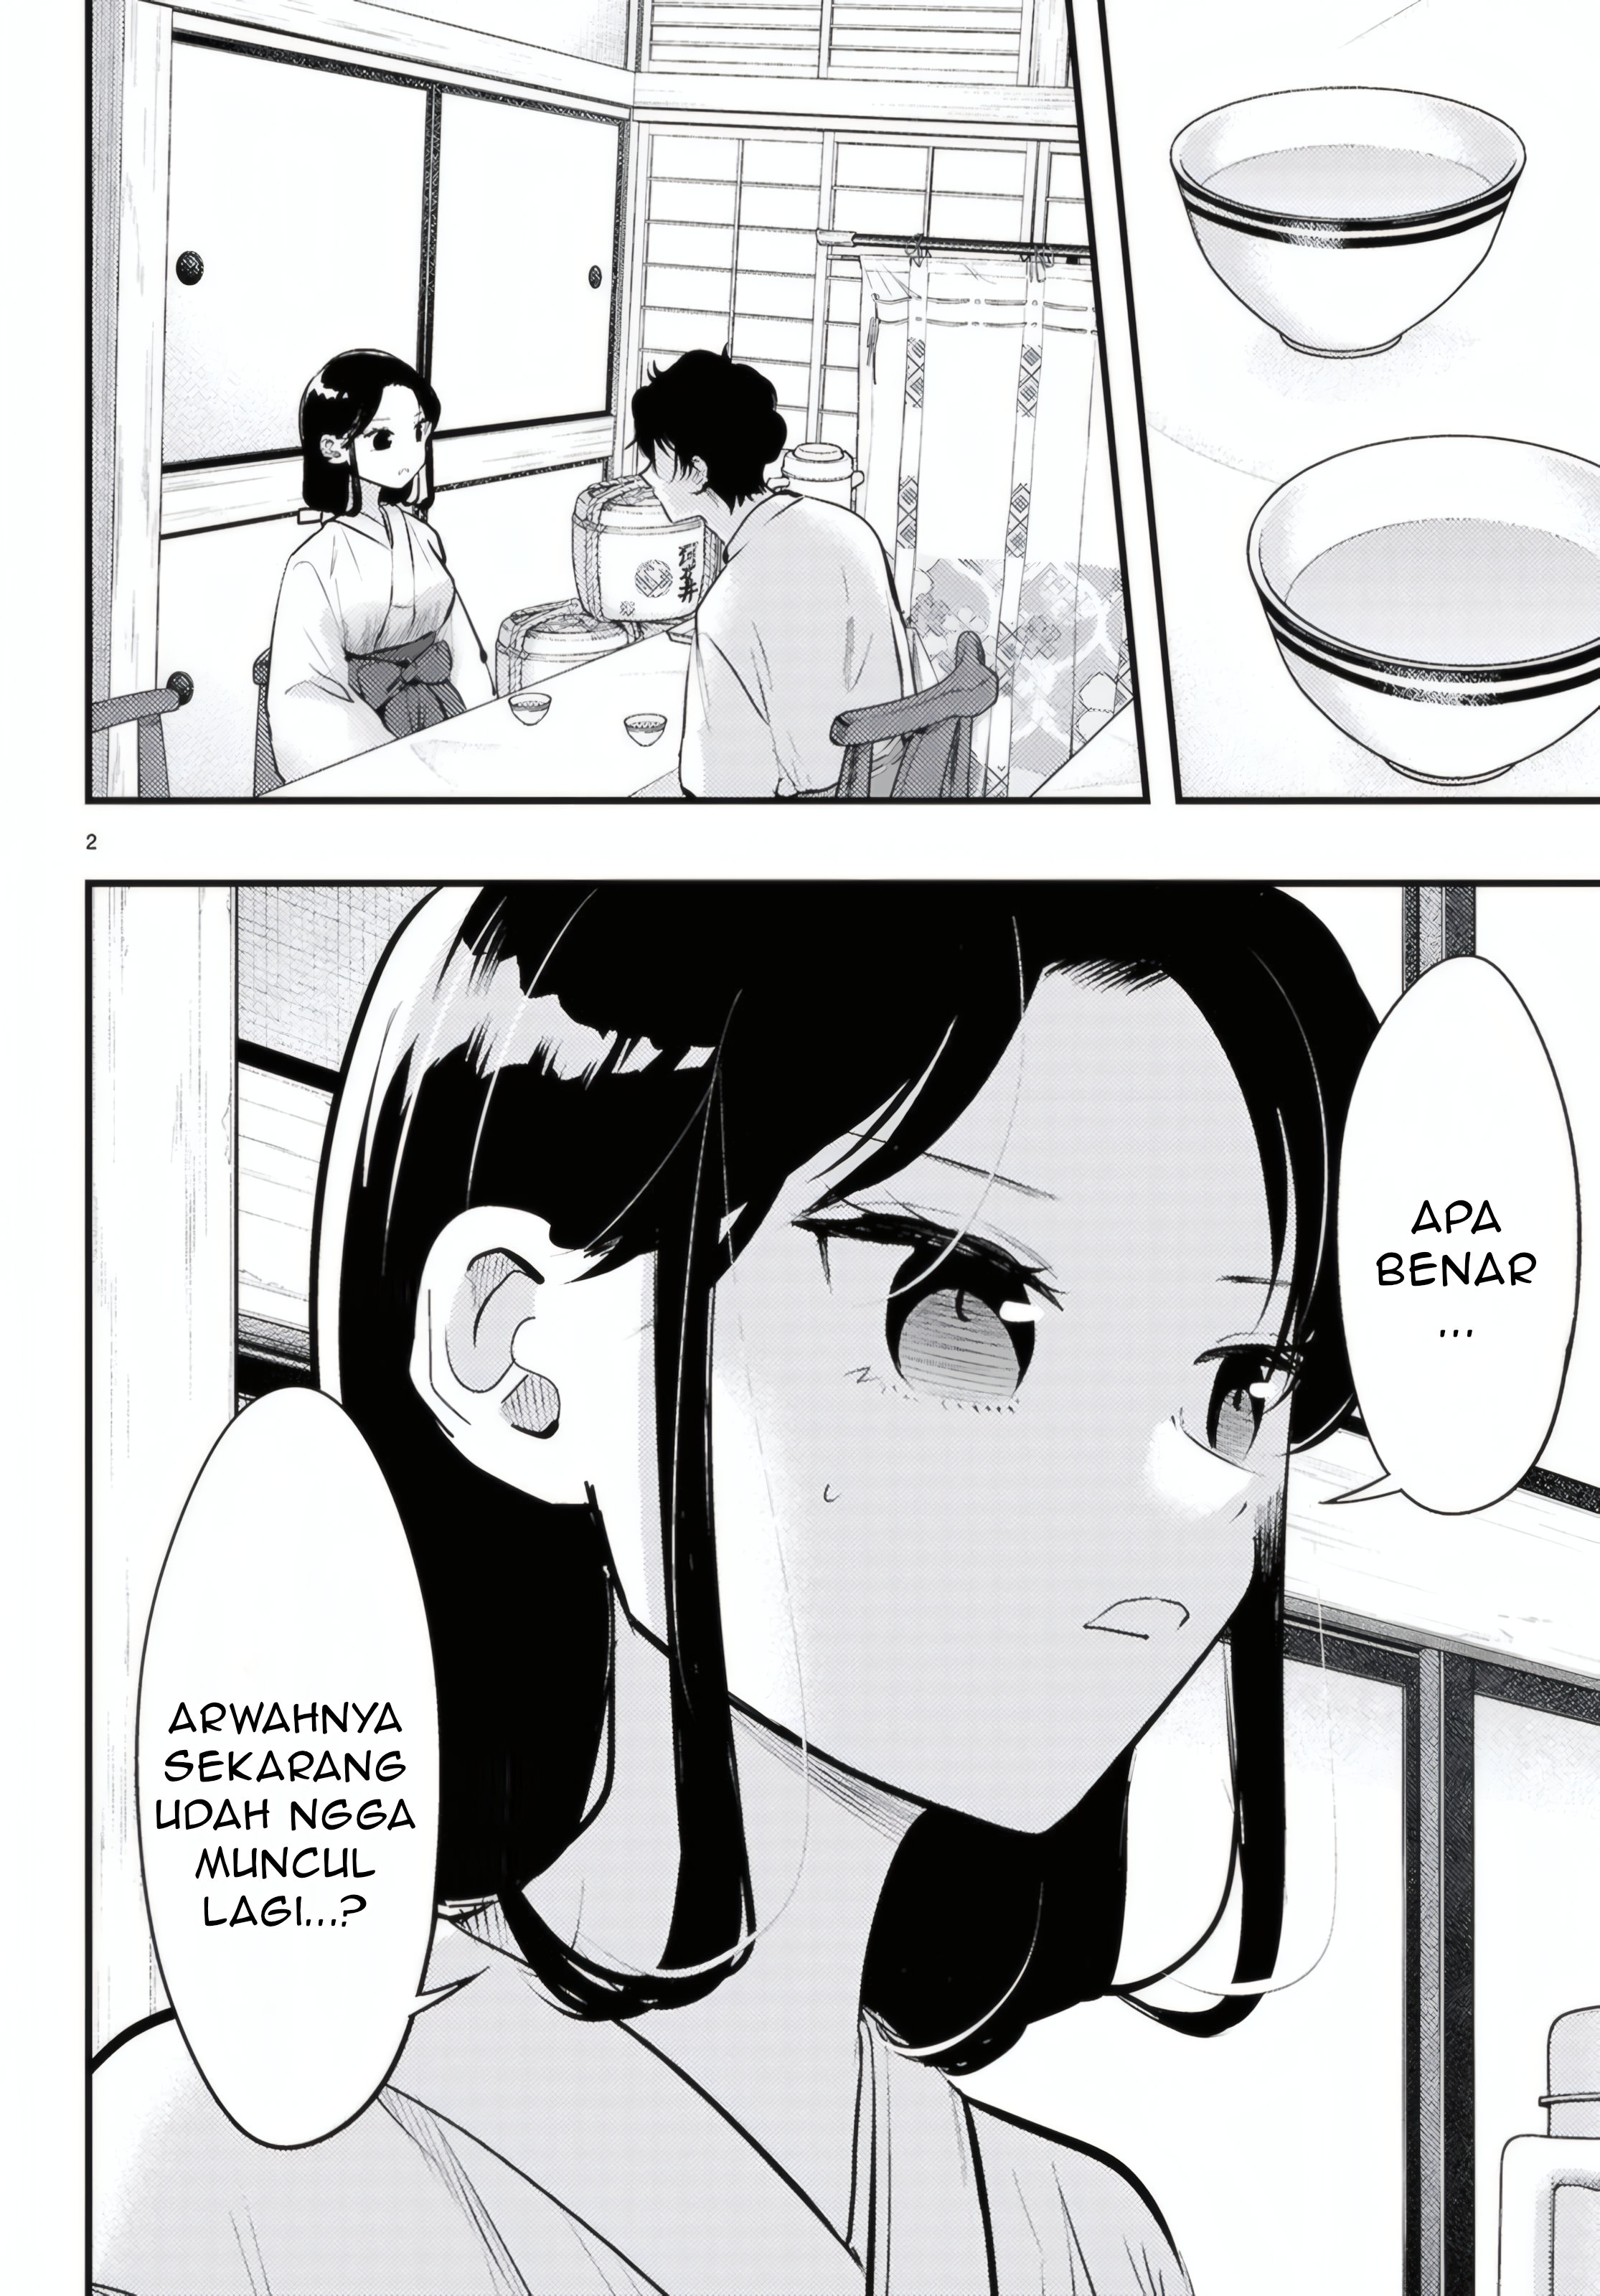 2
APA
BENAR
...
ARWAHNYA
SEKARANG
UDAH NGGA
MUNCUL
LAGI...?